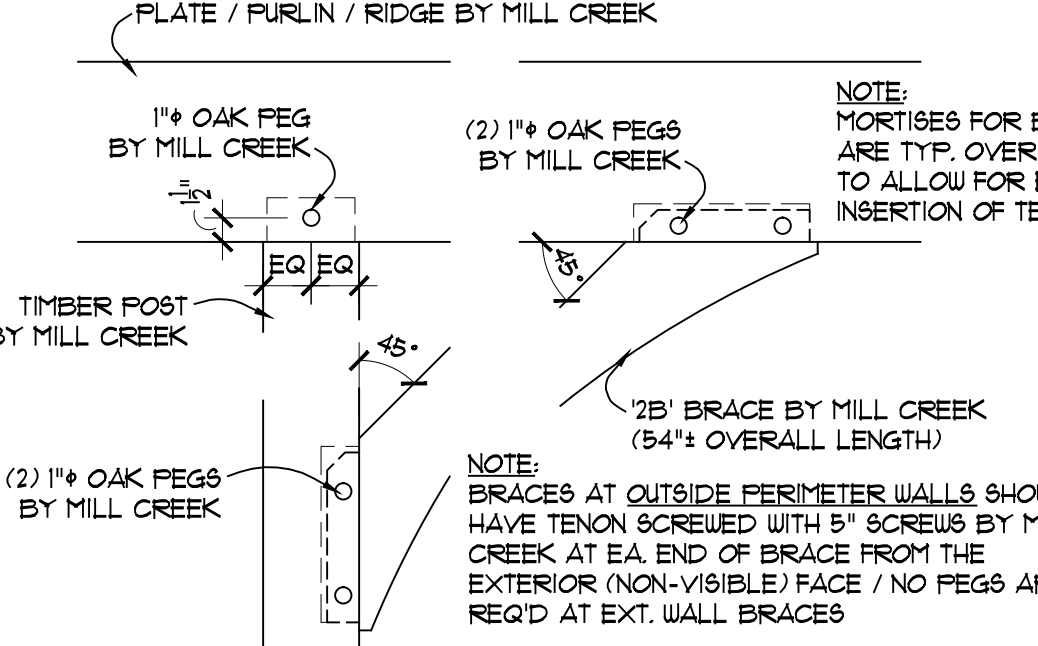 PLATE / PURLIN / RIDGE BY MILL CREEK
1"φ OAK PEG
BY MILL CREEK
(2) 1"φ OAK PEGS
BY MILL CREEK
NOTE:
MORTISES FOR
ARE TYP. OVER
TO ALLOW FOR
INSERTION OF
1 1/2"
EQ EQ
45°
TIMBER POST
BY MILL CREEK
45°
'2B' BRACE BY MILL CREEK
(54"± OVERALL LENGTH)
(2) 1"φ OAK PEGS
BY MILL CREEK
NOTE:
BRACES AT OUTSIDE PERIMETER WALLS
HAVE TENON SCREWED WITH 5" SCREWS BY
CREEK AT EA. END OF BRACE FROM THE
EXTERIOR (NON-VISIBLE) FACE / NO PEGS
REQ'D AT EXT. WALL BRACES